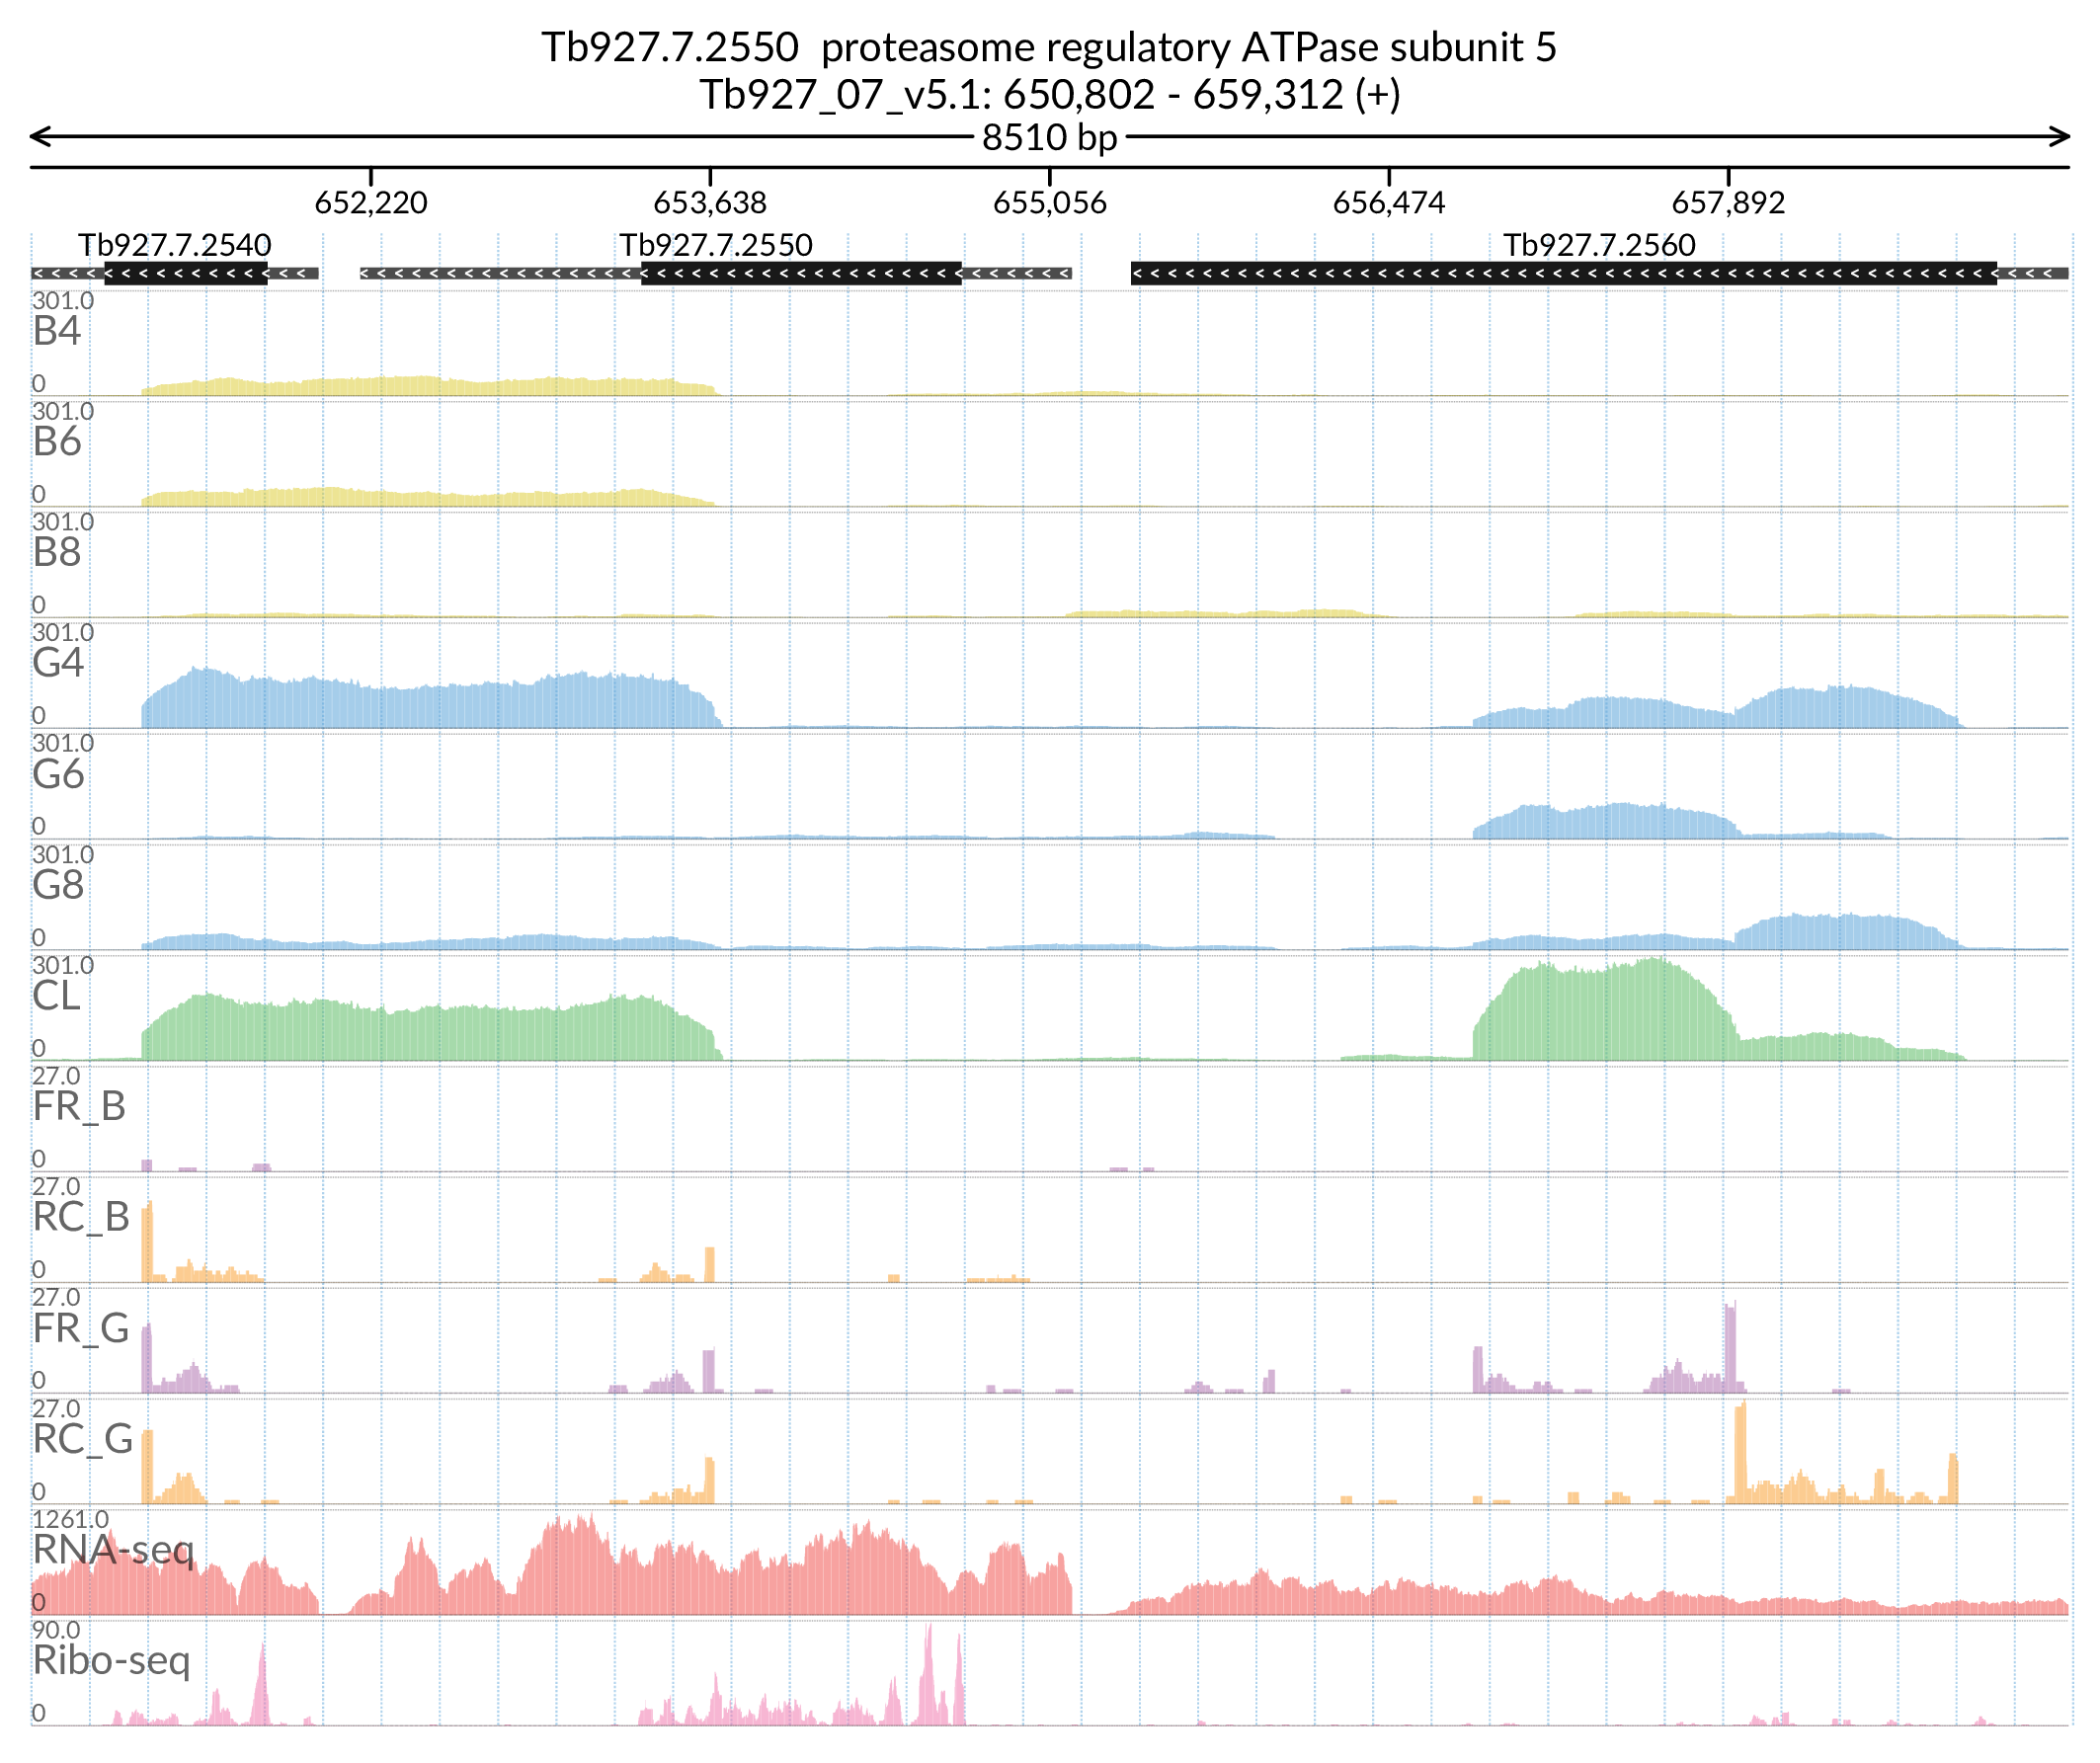 Tb927.7.2550 proteasome regulatory ATPase subunit 5
Tb927_07_v5.1: 650,802 - 659,312 (+)
8510 bp
652,220 653,638 655,056 656,474 657,892
Tb927.7.2540 Tb927.7.2550 Tb927.7.2560
301.0
B4
0
301.0
B6
0
301.0
B8
0
301.0
G4
0
301.0
G6
0
301.0
G8
0
301.0
CL
0
27.0
FR_B
0
27.0
RC_B
0
27.0
FR_G
0
27.0
RC_G
0
1261.0
RNA-seq
0
90.0
Ribo-seq
0